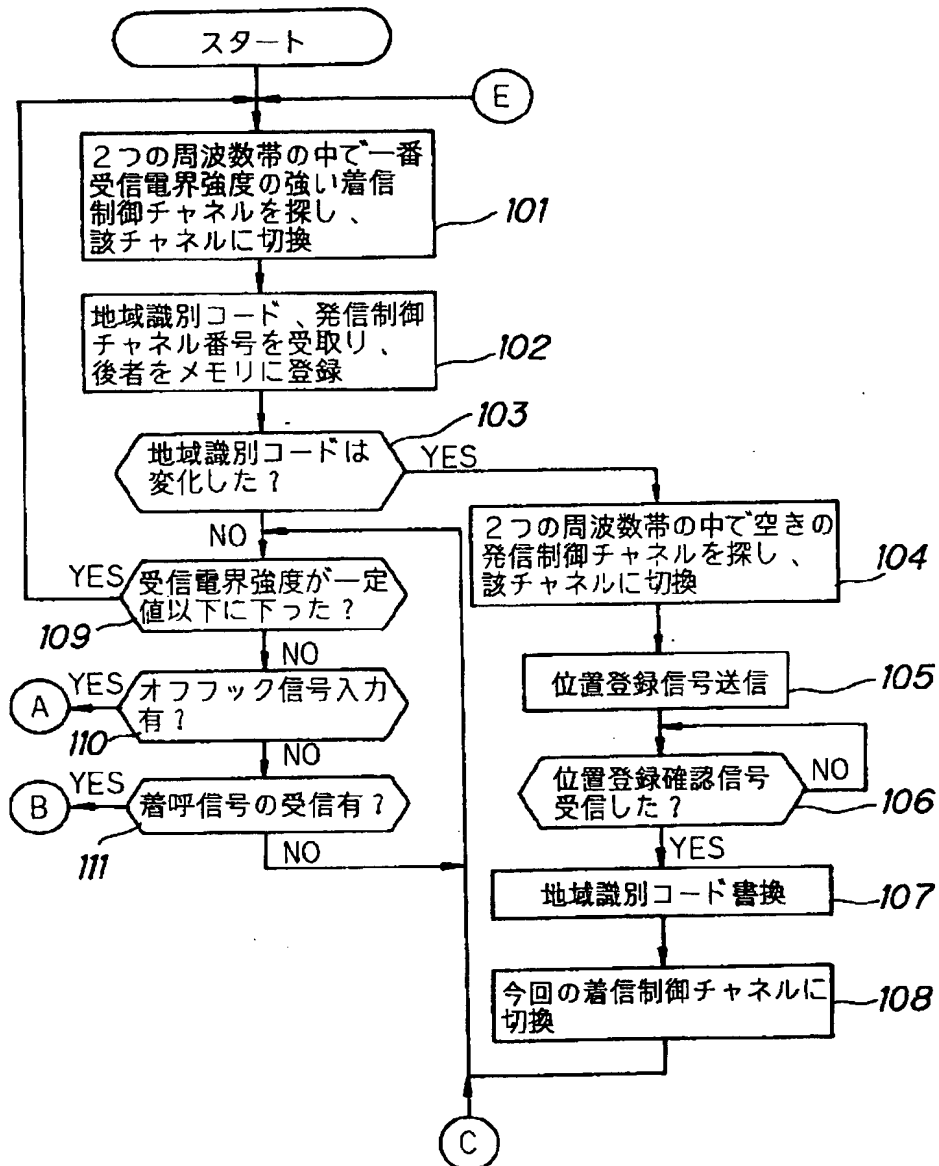 スタート
E
2つの周波数帯の中で一番
受信電界強度の強い着信
制御チャネルを探し、
該チャネルに切換
101
地域識別コード、発信制御
チャネル番号を受取り、
後者をメモリに登録
102
103
地域識別コードは
変化した?
YES
NO
2つの周波数帯の中で空きの
発信制御チャネルを探し、
該チャネルに切換
104
YES
受信電界強度が一定
値以下に下った?
109
NO
位置登録信号送信
105
A
YES
オフフック信号入力
有?
110
NO
位置登録確認信号
受信した?
NO
106
YES
B
YES
着呼信号の受信有?
111
NO
地域識別コード書換
107
今回の着信制御チャネルに
切換
108
C